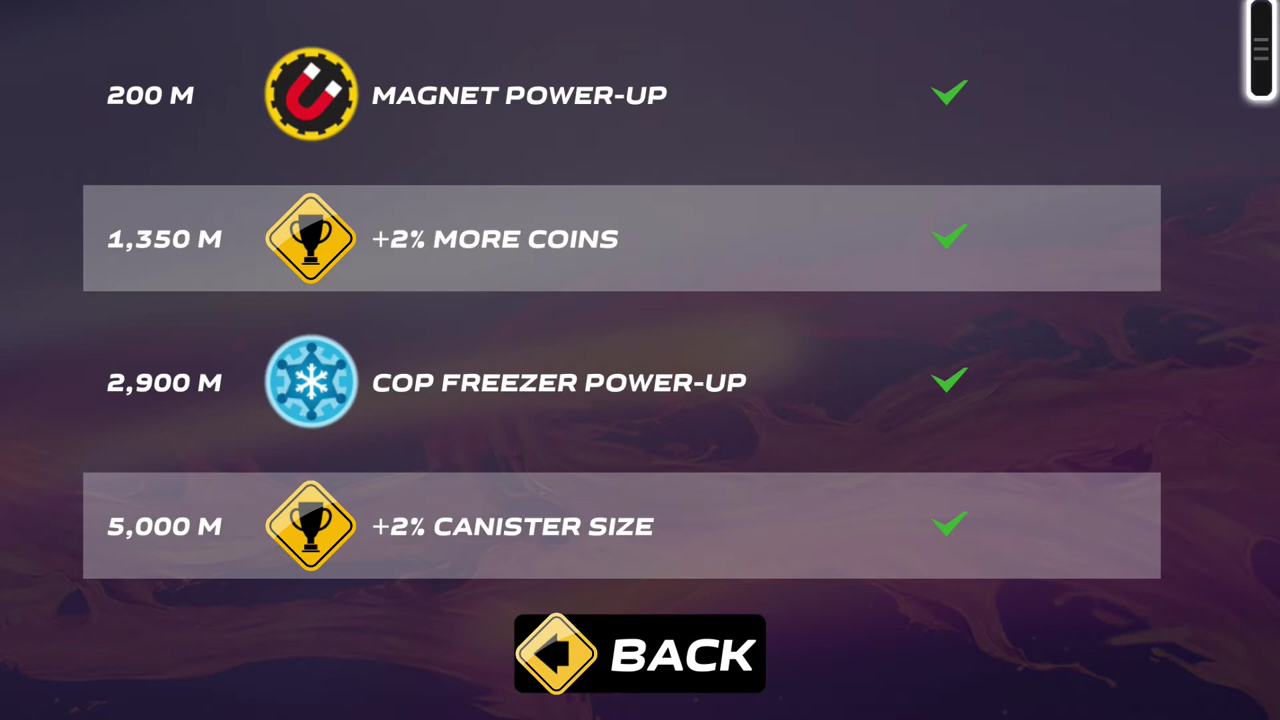 200 M MAGNET POWER-UP
1,350 M +2% MORE COINS
2,900 M COP FREEZER POWER-UP
5,000 M +2% CANISTER SIZE
BACK